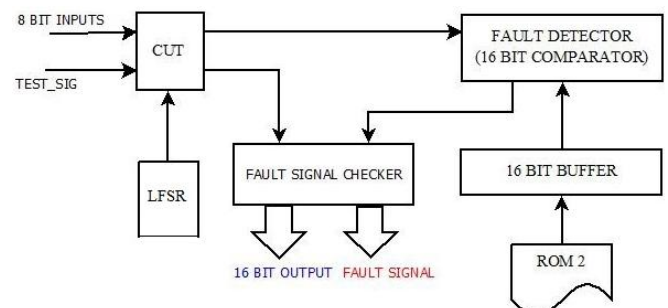 8 BIT INPUTS
TEST_SIG
CUT
FAULT DETECTOR
(16 BIT COMPARATOR)
LFSR
FAULT SIGNAL CHECKER
16 BIT BUFFER
16 BIT OUTPUT
FAULT SIGNAL
ROM 2